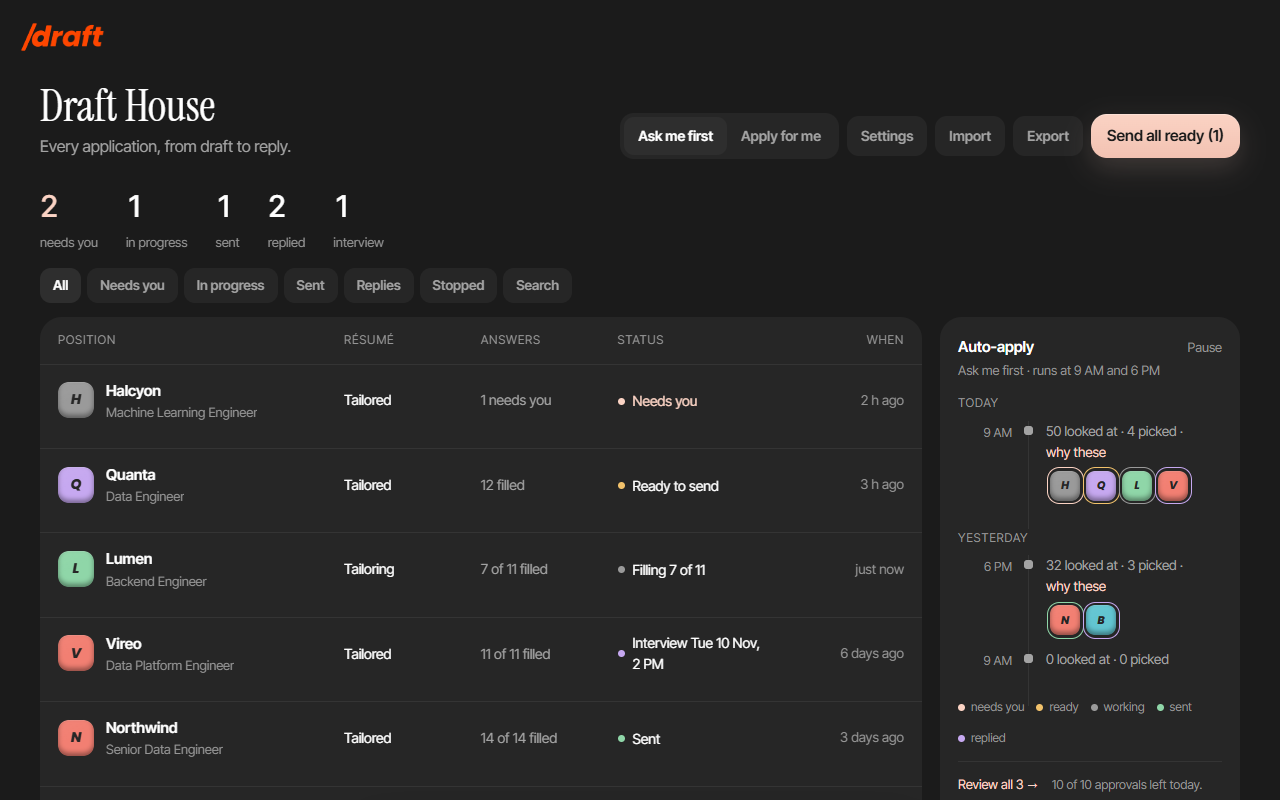 /draft
Draft House
Every application, from draft to reply.
Ask me first Apply for me Settings Import Export Send all ready (1)
2 1 1 2 1
needs you in progress sent replied interview
All Needs you In progress Sent Replies Stopped Search
POSITION RÉSUMÉ ANSWERS STATUS WHEN
H Halcyon
Machine Learning Engineer
Tailored 1 needs you Needs you 2 h ago
Q Quanta
Data Engineer
Tailored 12 filled Ready to send 3 h ago
L Lumen
Backend Engineer
Tailoring 7 of 11 filled Filling 7 of 11 just now
V Vireo
Data Platform Engineer
Tailored 11 of 11 filled Interview Tue 10 Nov,
2 PM
6 days ago
N Northwind
Senior Data Engineer
Tailored 14 of 14 filled Sent 3 days ago
Auto-apply Pause
Ask me first · runs at 9 AM and 6 PM
TODAY
9 AM 50 looked at · 4 picked ·
why these
H Q L V
YESTERDAY
6 PM 32 looked at · 3 picked ·
why these
N B
9 AM 0 looked at · 0 picked
needs you ready working sent
replied
Review all 3 → 10 of 10 approvals left today.